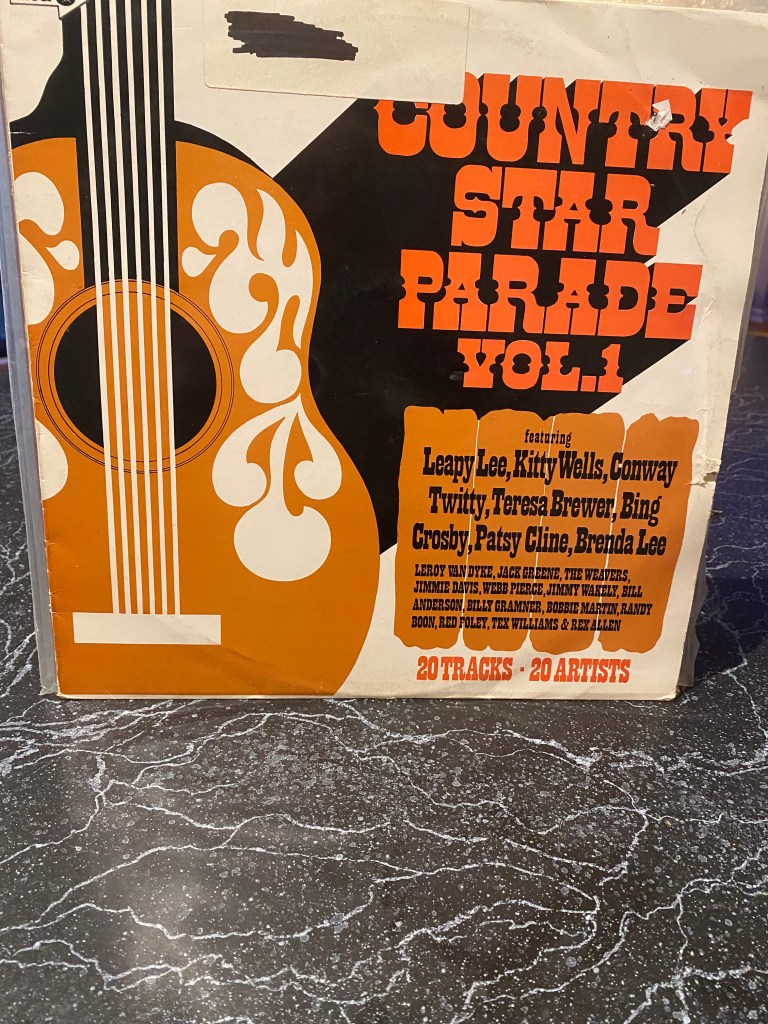 COUNTRY
STAR
PARADE
VOL.1
featuring
Leapy Lee, Kitty Wells, Conway
Twitty, Teresa Brewer, Bing
Crosby, Patsy Cline, Brenda Lee
LEROY VAN DYKE, JACK GREENE, THE WEAVERS,
JIMMIE DAVIS, WEBB PIERCE, JIMMY WAKELY, BILL
ANDERSON, BILLY GRAMNER, BOBBIE MARTIN, RANDY
BOON, RED FOLEY, TEX WILLIAMS & REX ALLEN
20 TRACKS · 20 ARTISTS